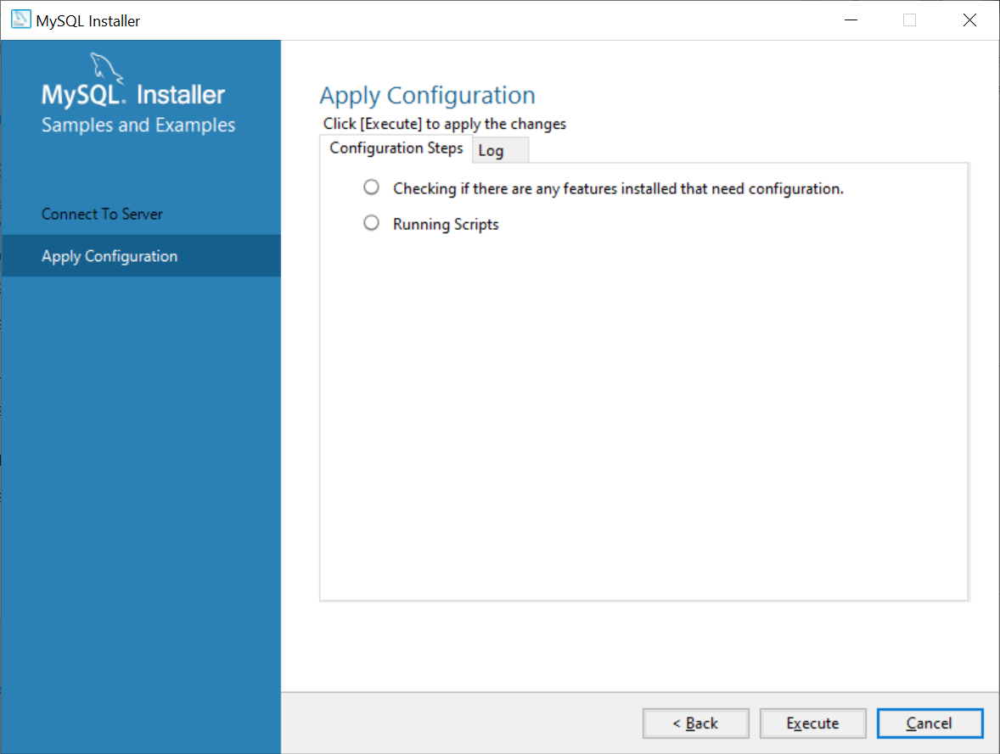 MySQL Installer
MySQL. Installer
Samples and Examples
Connect To Server
Apply Configuration
Apply Configuration
Click [Execute] to apply the changes
Configuration Steps
Log
Checking if there are any features installed that need configuration.
Running Scripts
< Back
Execute
Cancel